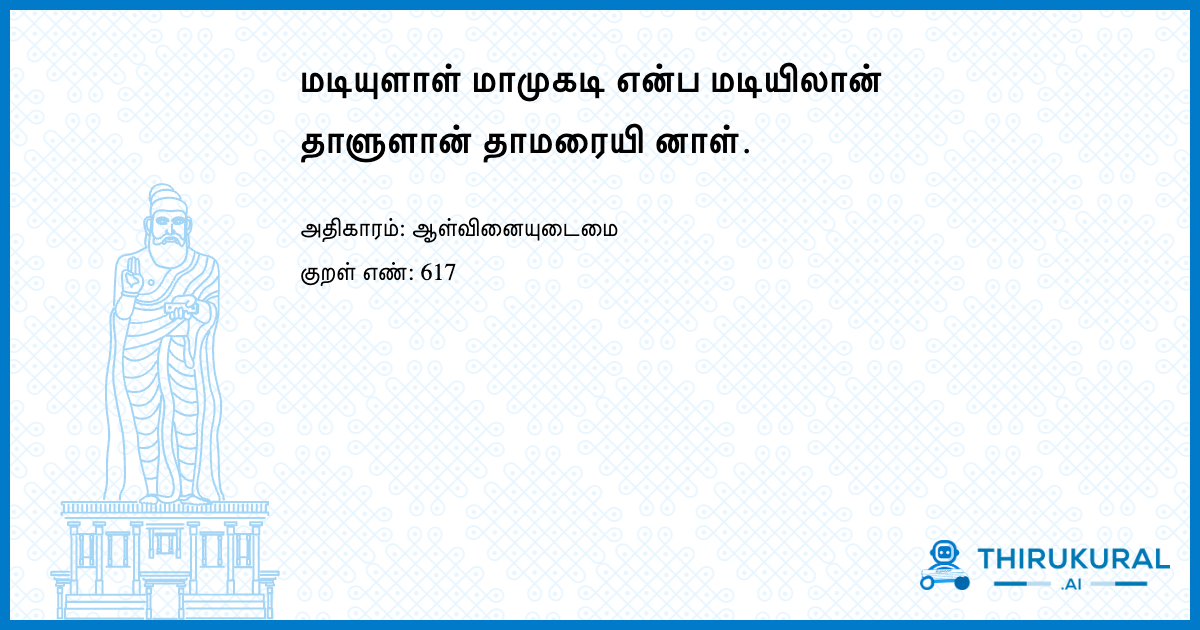 மடியுளாள் மாமுகடி என்ப மடியிலான்
தாளுளான் தாமரையி னாள்.
அதிகாரம்: ஆள்வினையுடைமை
குறள் எண்: 617
THIRUKURAL
.AI